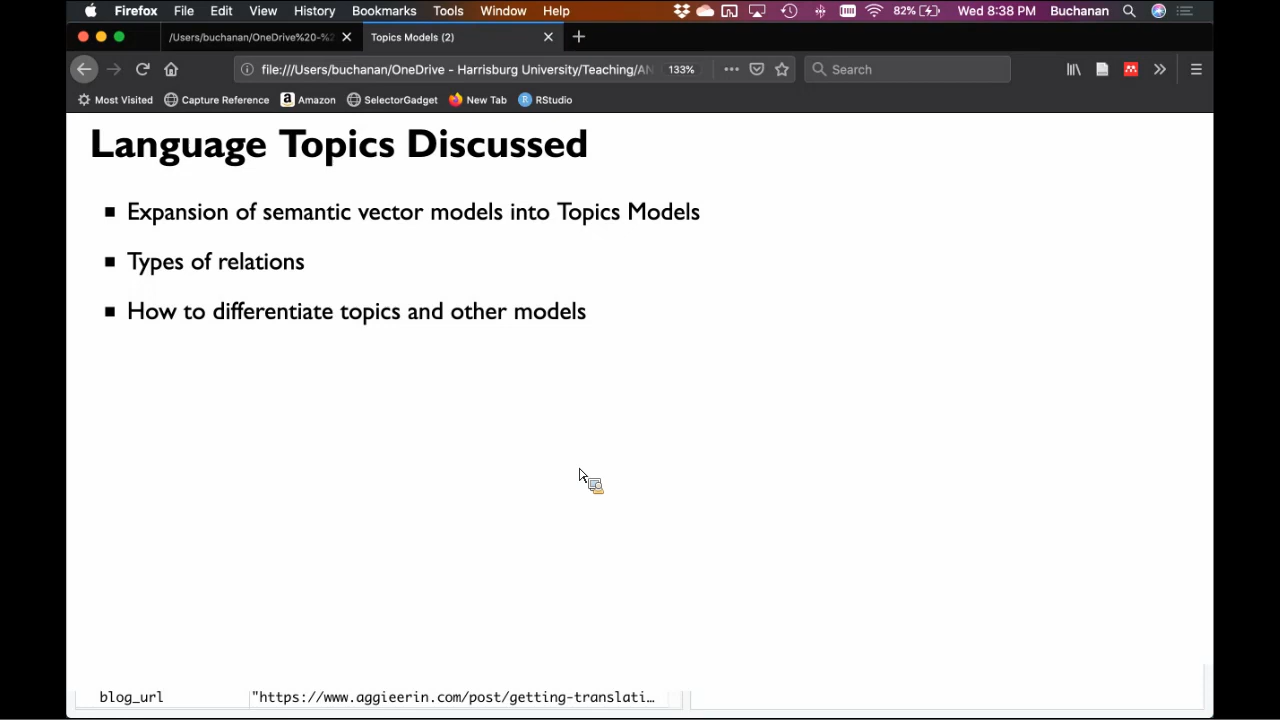 Firefox File Edit View History Bookmarks Tools Window Help 82% Wed 8:38 PM Buchanan
/Users/buchanan/OneDrive%20-%2 Topics Models (2)
file:///Users/buchanan/OneDrive - Harrisburg University/Teaching/AN 133% Search
Most Visited Capture Reference Amazon SelectorGadget New Tab RStudio
Language Topics Discussed
Expansion of semantic vector models into Topics Models
Types of relations
How to differentiate topics and other models
blog_url "https://www.aggieerin.com/post/getting-translati…